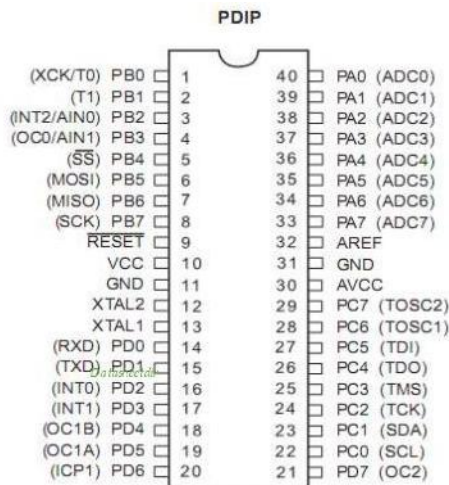 PDIP
(XCK/T0) PB0 1 40 PA0 (ADC0)
(T1) PB1 2 39 PA1 (ADC1)
(INT2/AIN0) PB2 3 38 PA2 (ADC2)
(OC0/AIN1) PB3 4 37 PA3 (ADC3)
(SS) PB4 5 36 PA4 (ADC4)
(MOSI) PB5 6 35 PA5 (ADC5)
(MISO) PB6 7 34 PA6 (ADC6)
(SCK) PB7 8 33 PA7 (ADC7)
RESET 9 32 AREF
VCC 10 31 GND
GND 11 30 AVCC
XTAL2 12 29 PC7 (TOSC2)
XTAL1 13 28 PC6 (TOSC1)
(RXD) PD0 14 27 PC5 (TDI)
(TXD) PD1 15 26 PC4 (TDO)
(INT0) PD2 16 25 PC3 (TMS)
(INT1) PD3 17 24 PC2 (TCK)
(OC1B) PD4 18 23 PC1 (SDA)
(OC1A) PD5 19 22 PC0 (SCL)
(ICP1) PD6 20 21 PD7 (OC2)